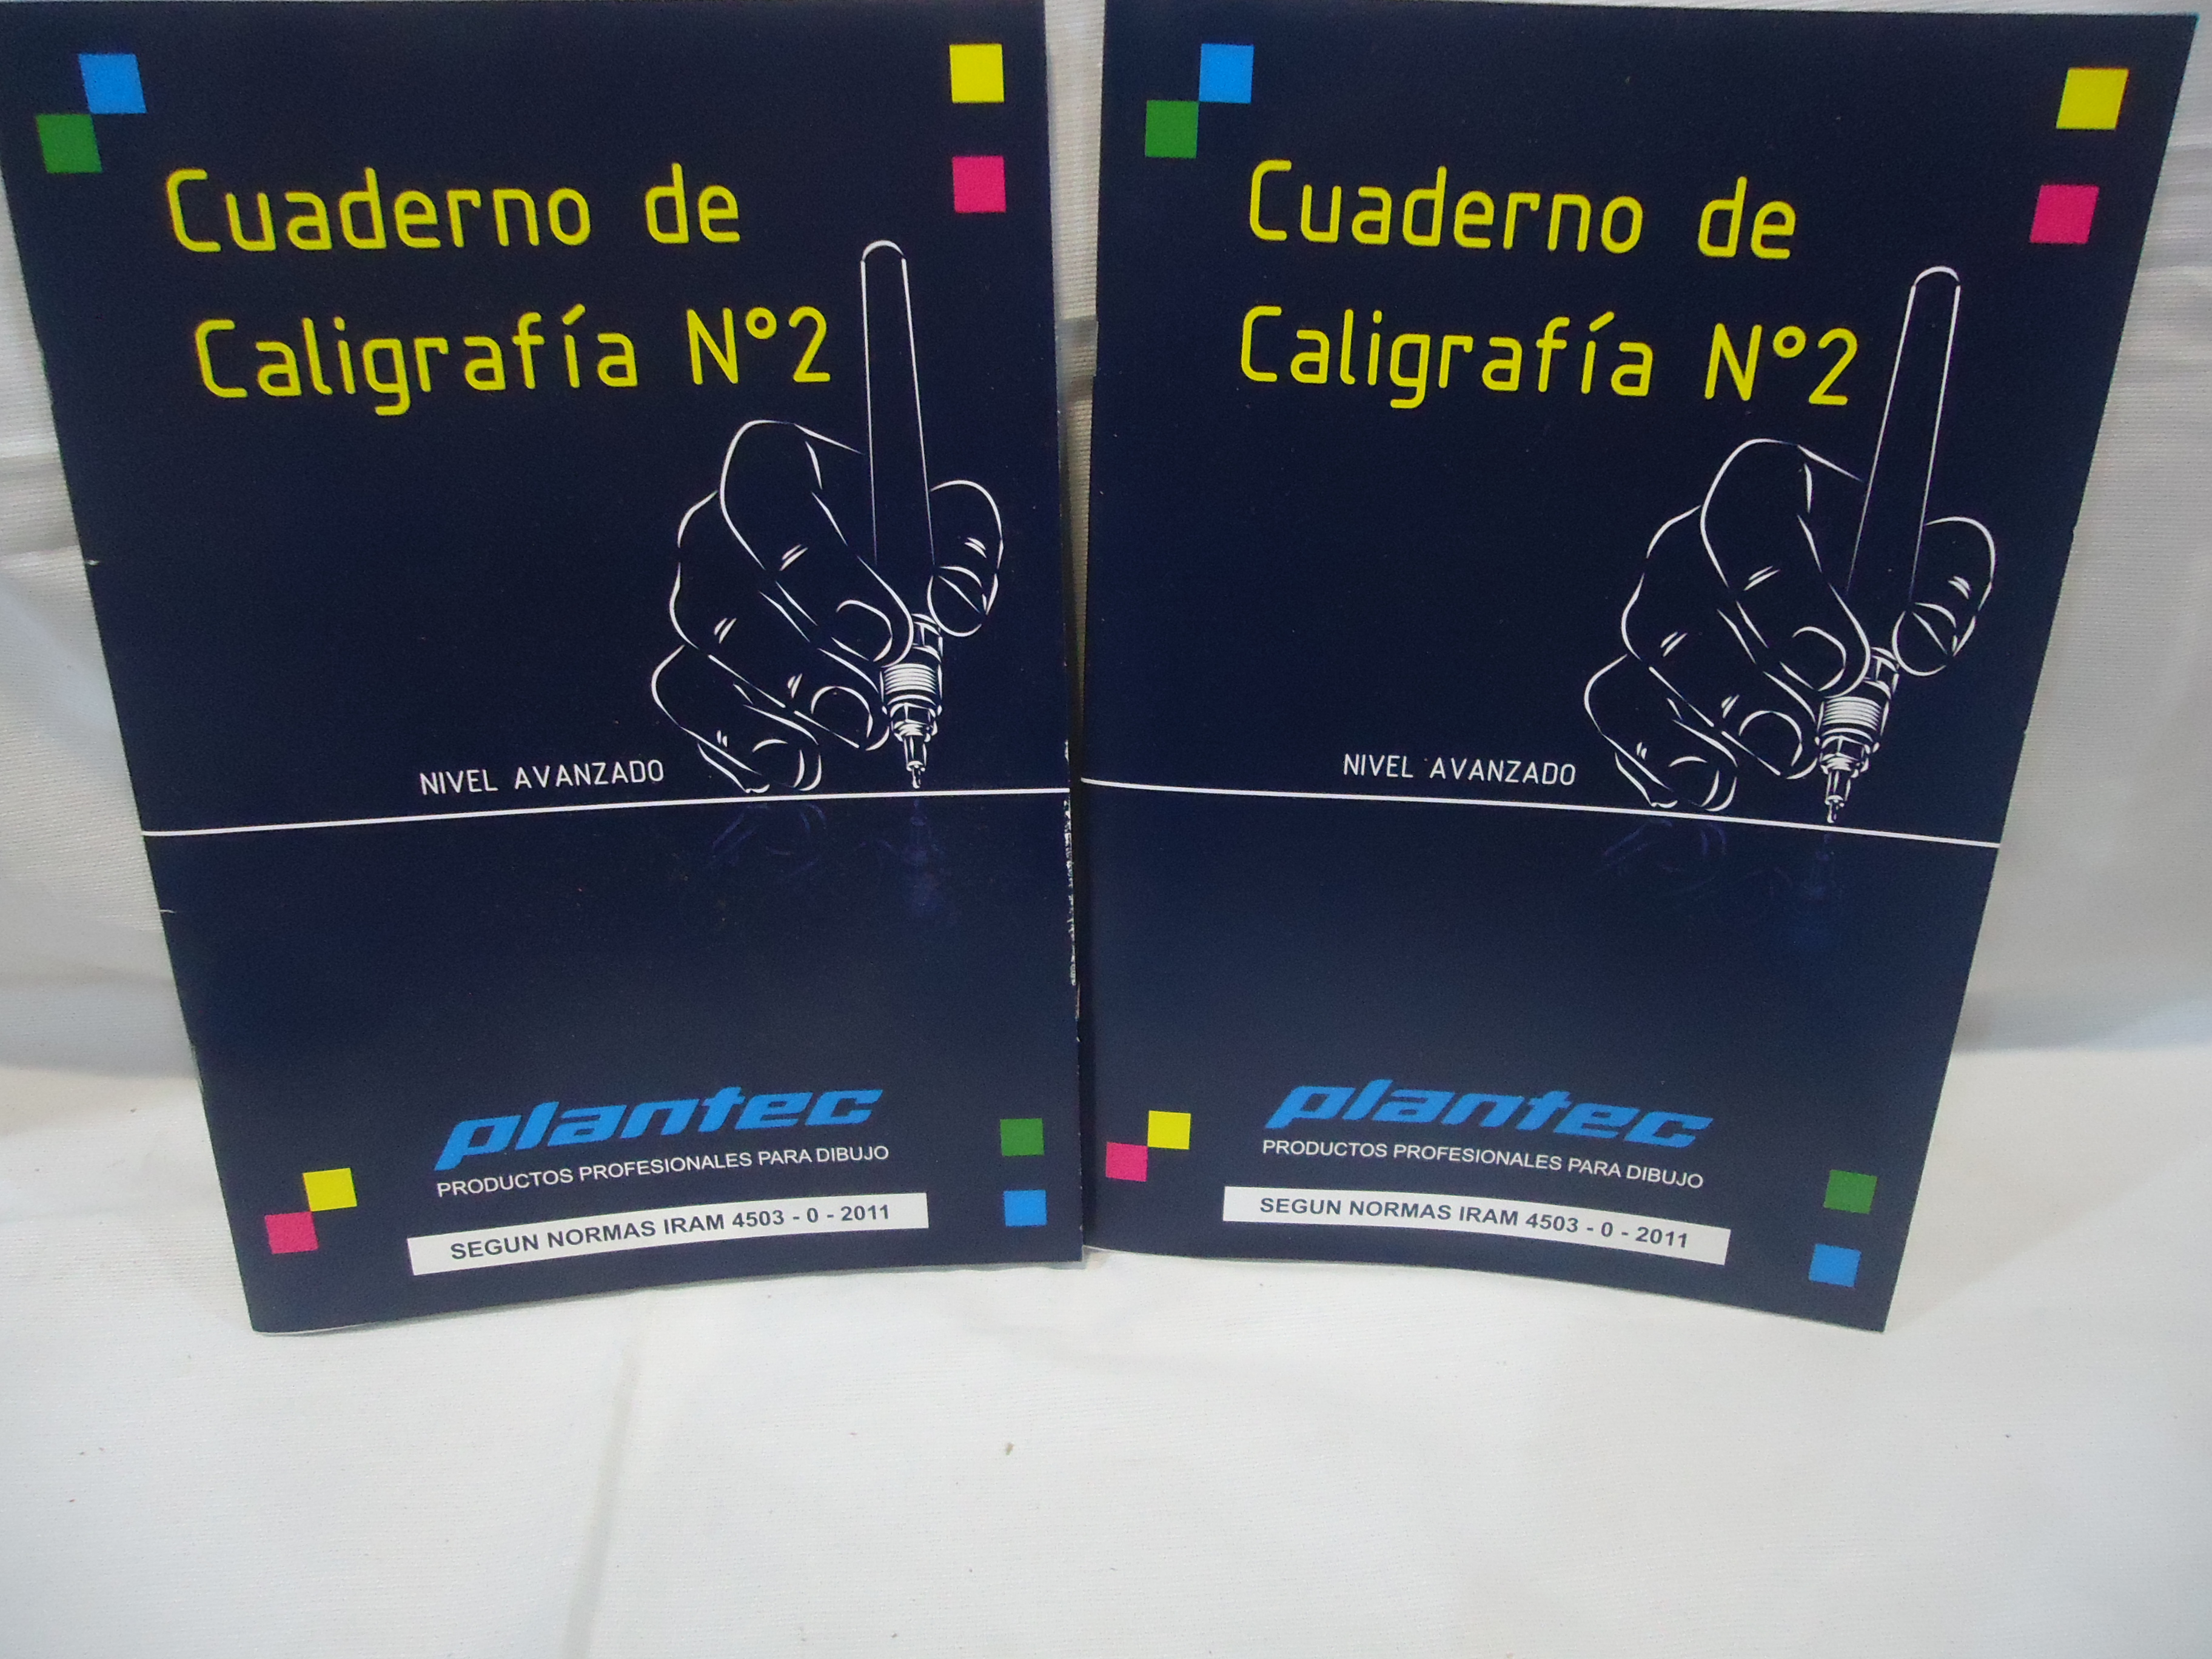 Cuaderno de
Caligrafía N°2
NIVEL AVANZADO
plantec
PRODUCTOS PROFESIONALES PARA DIBUJO
SEGUN NORMAS IRAM 4503 - 0 - 2011
Cuaderno de
Caligrafía N°2
NIVEL AVANZADO
plantec
PRODUCTOS PROFESIONALES PARA DIBUJO
SEGUN NORMAS IRAM 4503 - 0 - 2011